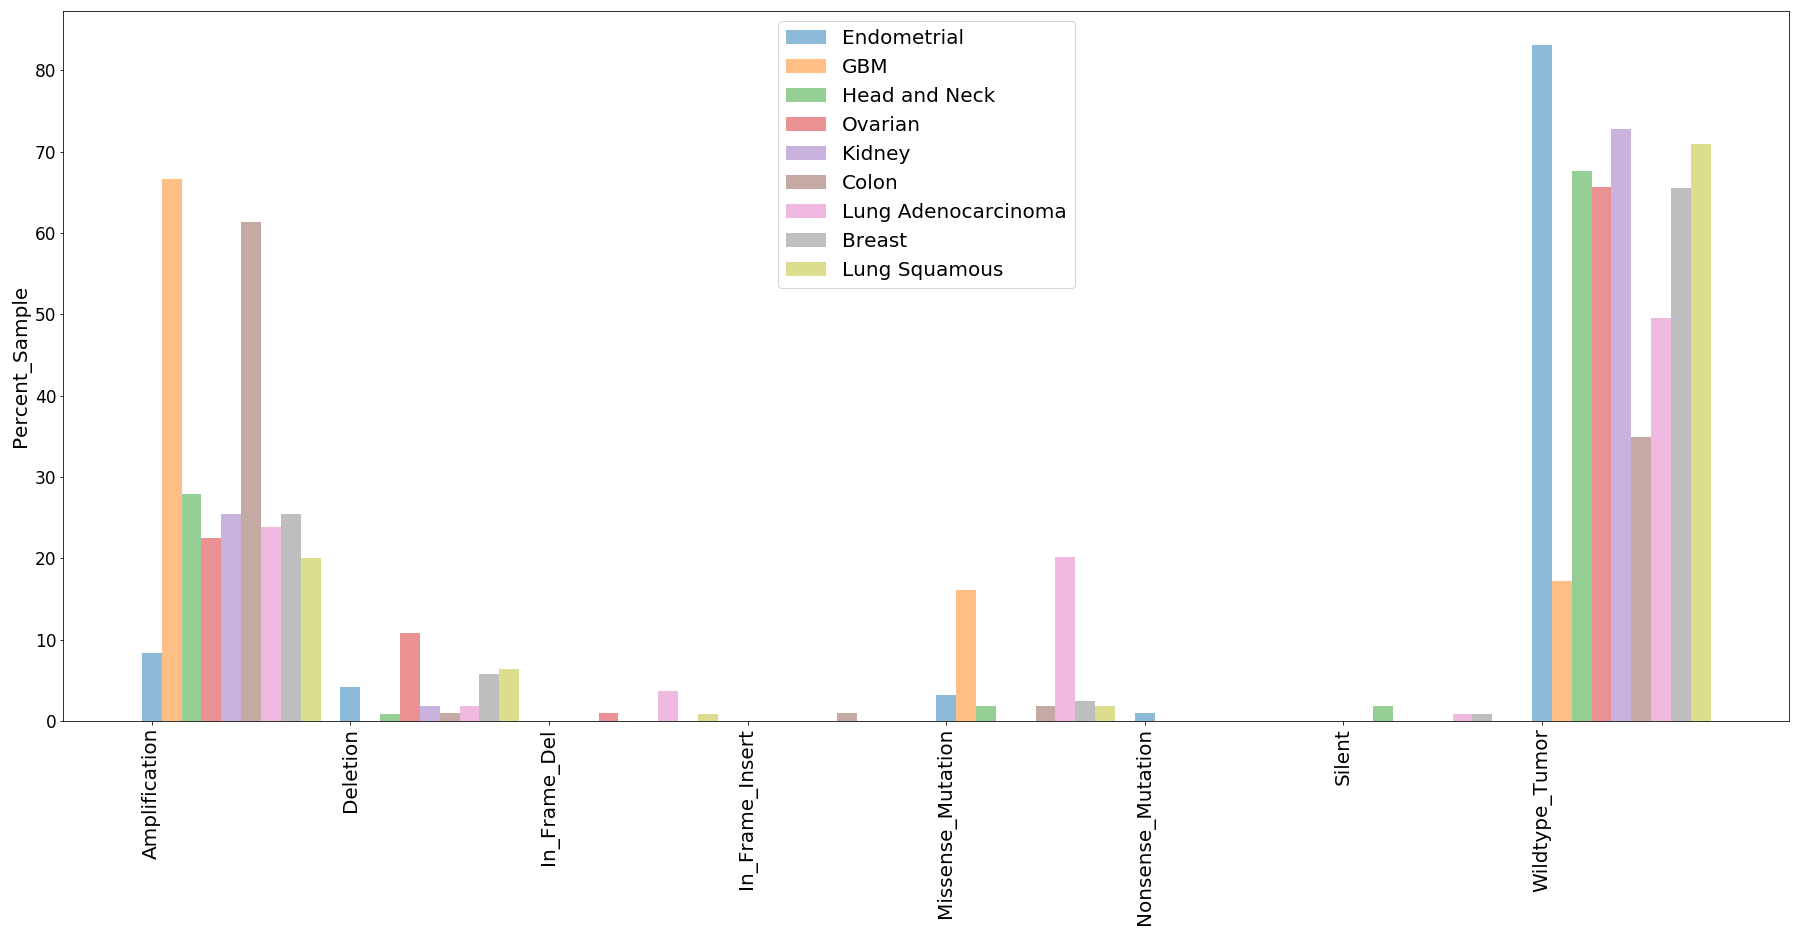 Endometrial
GBM
Head and Neck
Ovarian
Kidney
Colon
Lung Adenocarcinoma
Breast
Lung Squamous
Percent_Sample
80
70
60
50
40
30
20
10
0
Amplification
Deletion
In_Frame_Del
In_Frame_Insert
Missense_Mutation
Nonsense_Mutation
Silent
Wildtype_Tumor